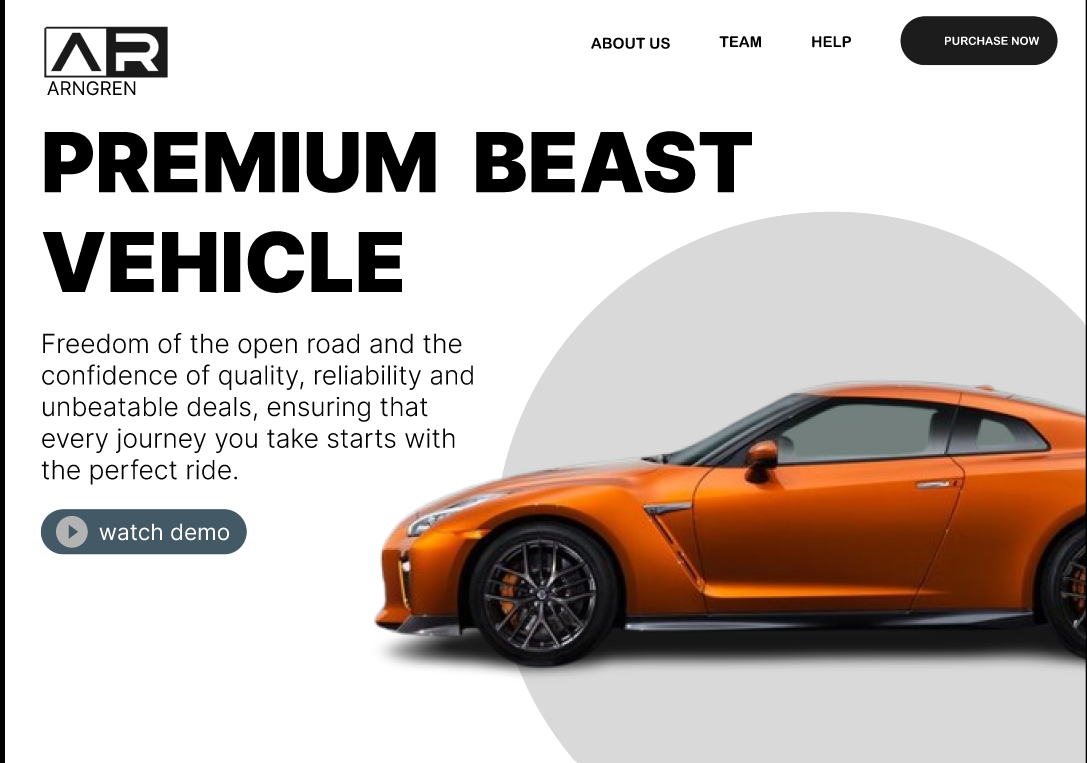 AR
ARNGREN
ABOUT US
TEAM
HELP
PURCHASE NOW
PREMIUM BEAST
VEHICLE
Freedom of the open road and the
confidence of quality, reliability and
unbeatable deals, ensuring that
every journey you take starts with
the perfect ride.
watch demo